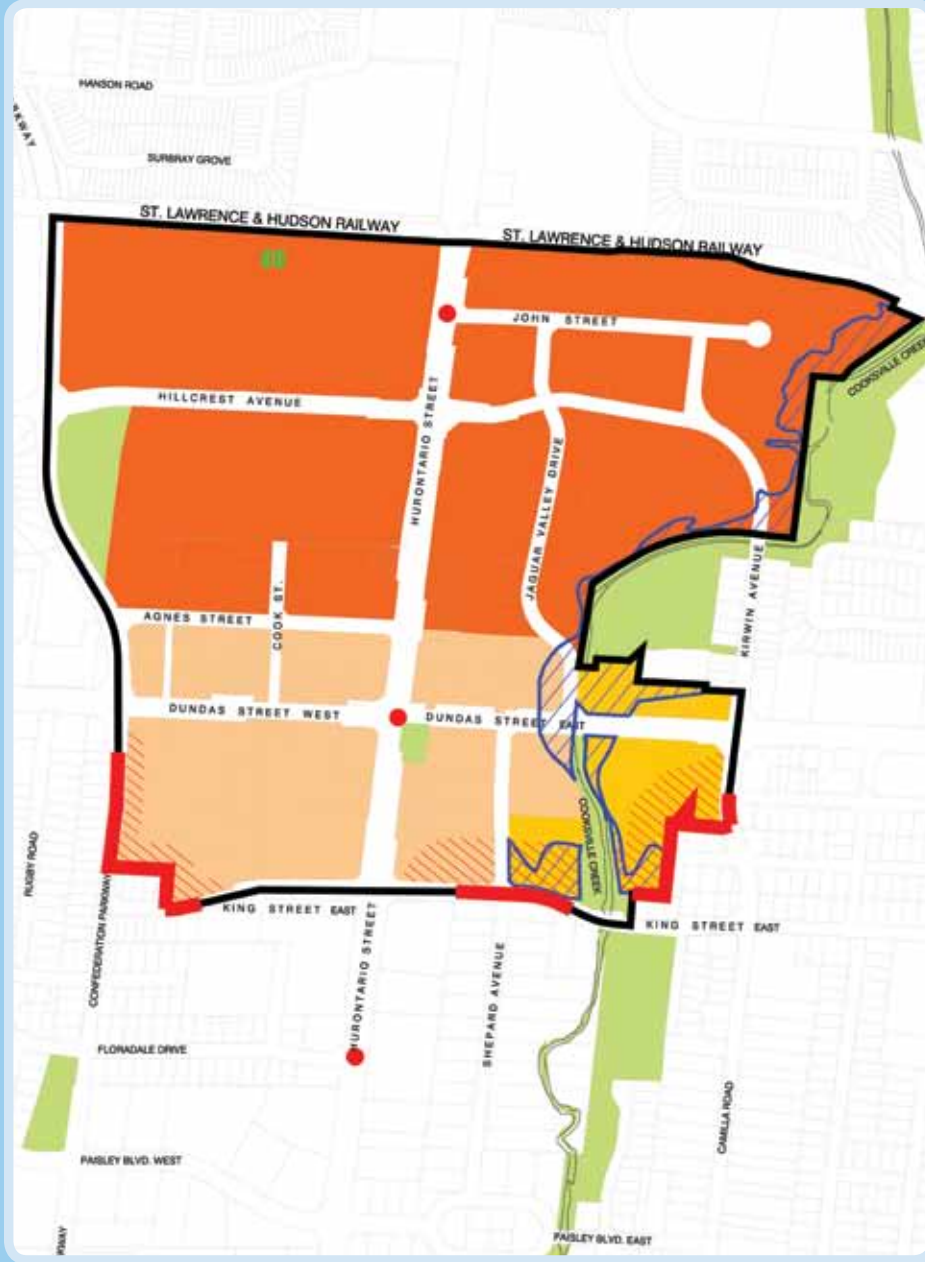 HANSON ROAD
RKWAY
SURBRAY GROVE
ST. LAWRENCE & HUDSON RAILWAY
ST. LAWRENCE & HUDSON RAILWAY
JOHN STREET
COOKSVILLE CREEK
HILLCREST AVENUE
HURONTARIO STREET
JAGUAR VALLEY DRIVE
KIRWIN AVENUE
AGNES STREET
COOK ST.
DUNDAS STREET WEST
DUNDAS STREET EAST
COOKSVILLE CREEK
RUGBY ROAD
CONFEDERATION PARKWAY
KING STREET EAST
KING STREET EAST
HURONTARIO STREET
SHEPARD AVENUE
FLORADALE DRIVE
CAMILLA ROAD
PAISLEY BLVD. WEST
KWAY
PAISLEY BLVD. EAST